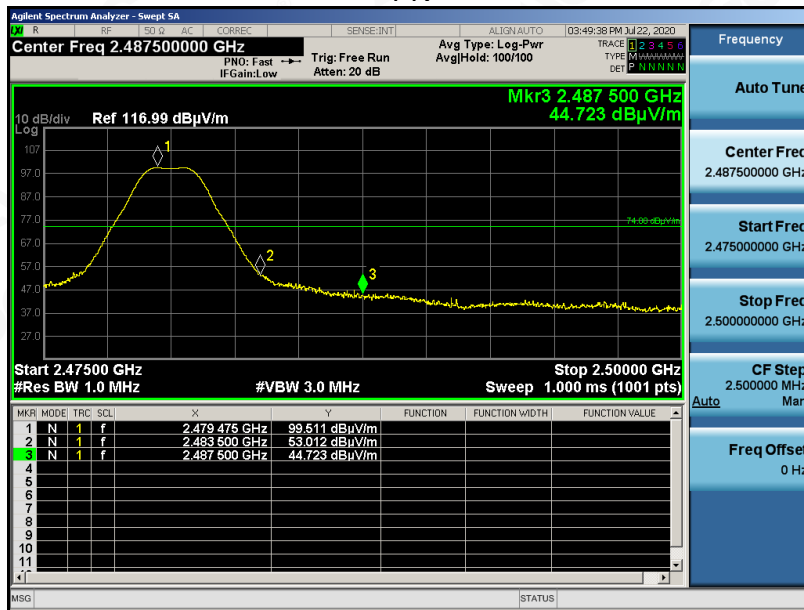 Agilent Spectrum Analyzer - Swept SA
LXI R RF 50 Ω AC CORREC SENSE:INT ALIGN AUTO 03:49:38 PM Jul 22, 2020
Center Freq 2.487500000 GHz
PNO: Fast Trig: Free Run
IFGain:Low Atten: 20 dB
Avg Type: Log-Pwr
Avg|Hold: 100/100
TRACE 1 2 3 4 5 6
TYPE M
DET P N N N N N
Mkr3 2.487 500 GHz
44.723 dBµV/m
10 dB/div Ref 116.99 dBµV/m
Log
107
97.0
87.0
77.0
67.0
57.0
47.0
37.0
27.0
1
2
3
74.00 dBµV/m
Start 2.47500 GHz Stop 2.50000 GHz
#Res BW 1.0 MHz #VBW 3.0 MHz Sweep 1.000 ms (1001 pts)
MKR MODE TRC SCL X Y FUNCTION FUNCTION WIDTH FUNCTION VALUE
1 N 1 f 2.479 475 GHz 99.511 dBµV/m
2 N 1 f 2.483 500 GHz 53.012 dBµV/m
3 N 1 f 2.487 500 GHz 44.723 dBµV/m
4
5
6
7
8
9
10
11
MSG STATUS
Frequency
Auto Tune
Center Freq
2.487500000 GHz
Start Freq
2.475000000 GHz
Stop Freq
2.500000000 GHz
CF Step
2.500000 MHz
Auto Man
Freq Offset
0 Hz